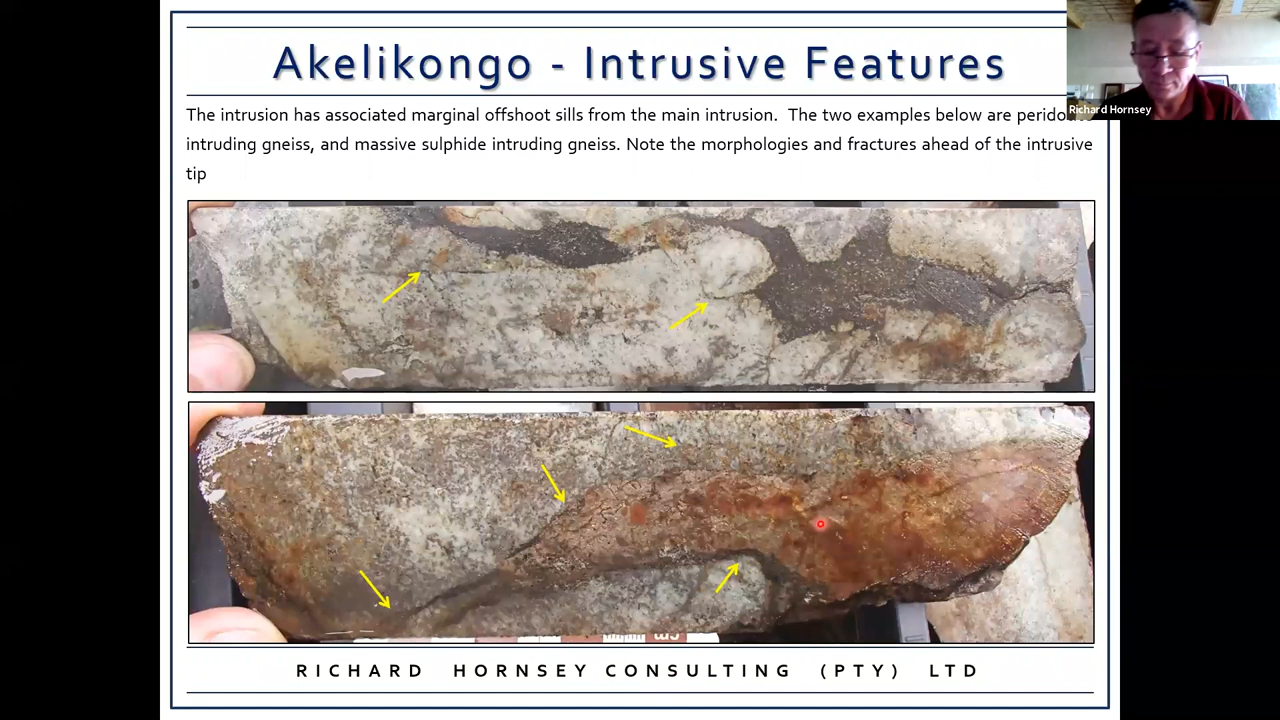 Akelikongo - Intrusive Features
Richard Hornsey
The intrusion has associated marginal offshoot sills from the main intrusion. The two examples below are
intruding gneiss, and massive sulphide intruding gneiss. Note the morphologies and fractures ahead of the intrusive
tip
RICHARD HORNSEY CONSULTING (PTY) LTD